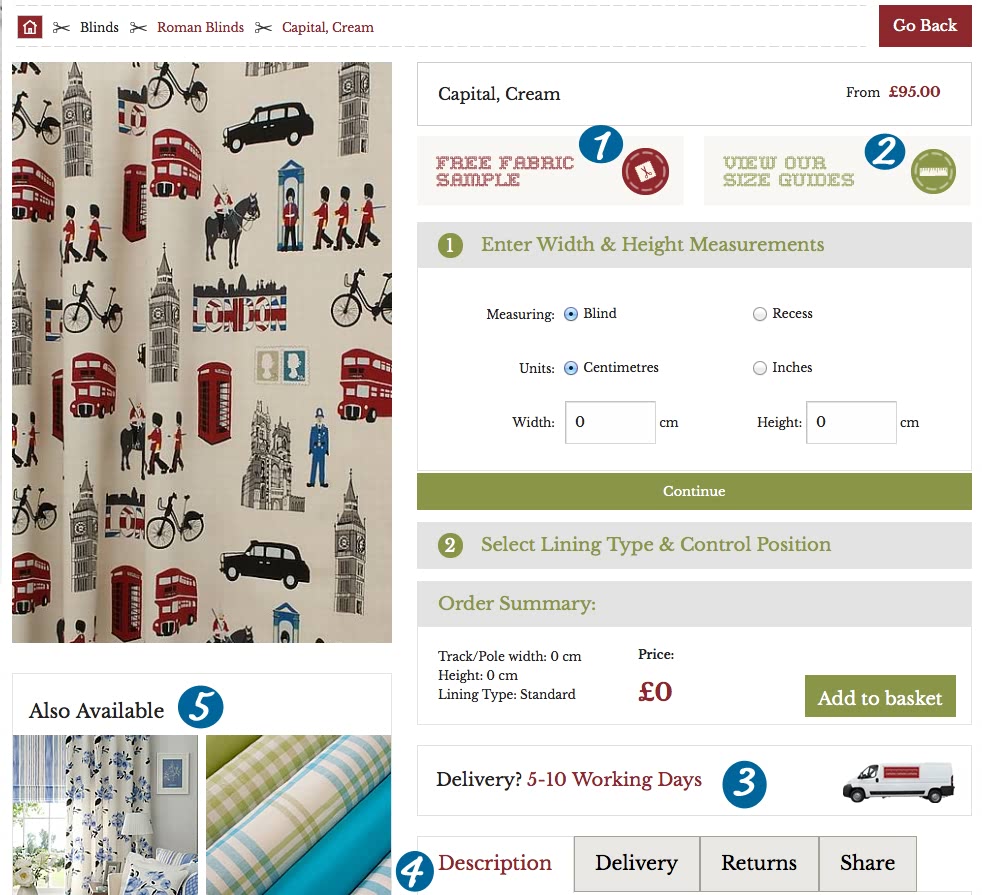 Blinds Roman Blinds Capital, Cream
Go Back
Capital, Cream
From £95.00
FREE FABRIC
SAMPLE
1
VIEW OUR
SIZE GUIDES
2
1 Enter Width & Height Measurements
Measuring: Blind Recess
Units: Centimetres Inches
Width: 0 cm Height: 0 cm
Continue
2 Select Lining Type & Control Position
Order Summary:
Track/Pole width: 0 cm
Height: 0 cm
Lining Type: Standard
Price:
£0
Add to basket
Delivery? 5-10 Working Days
3
4
Description Delivery Returns Share
LONDON
Also Available
5